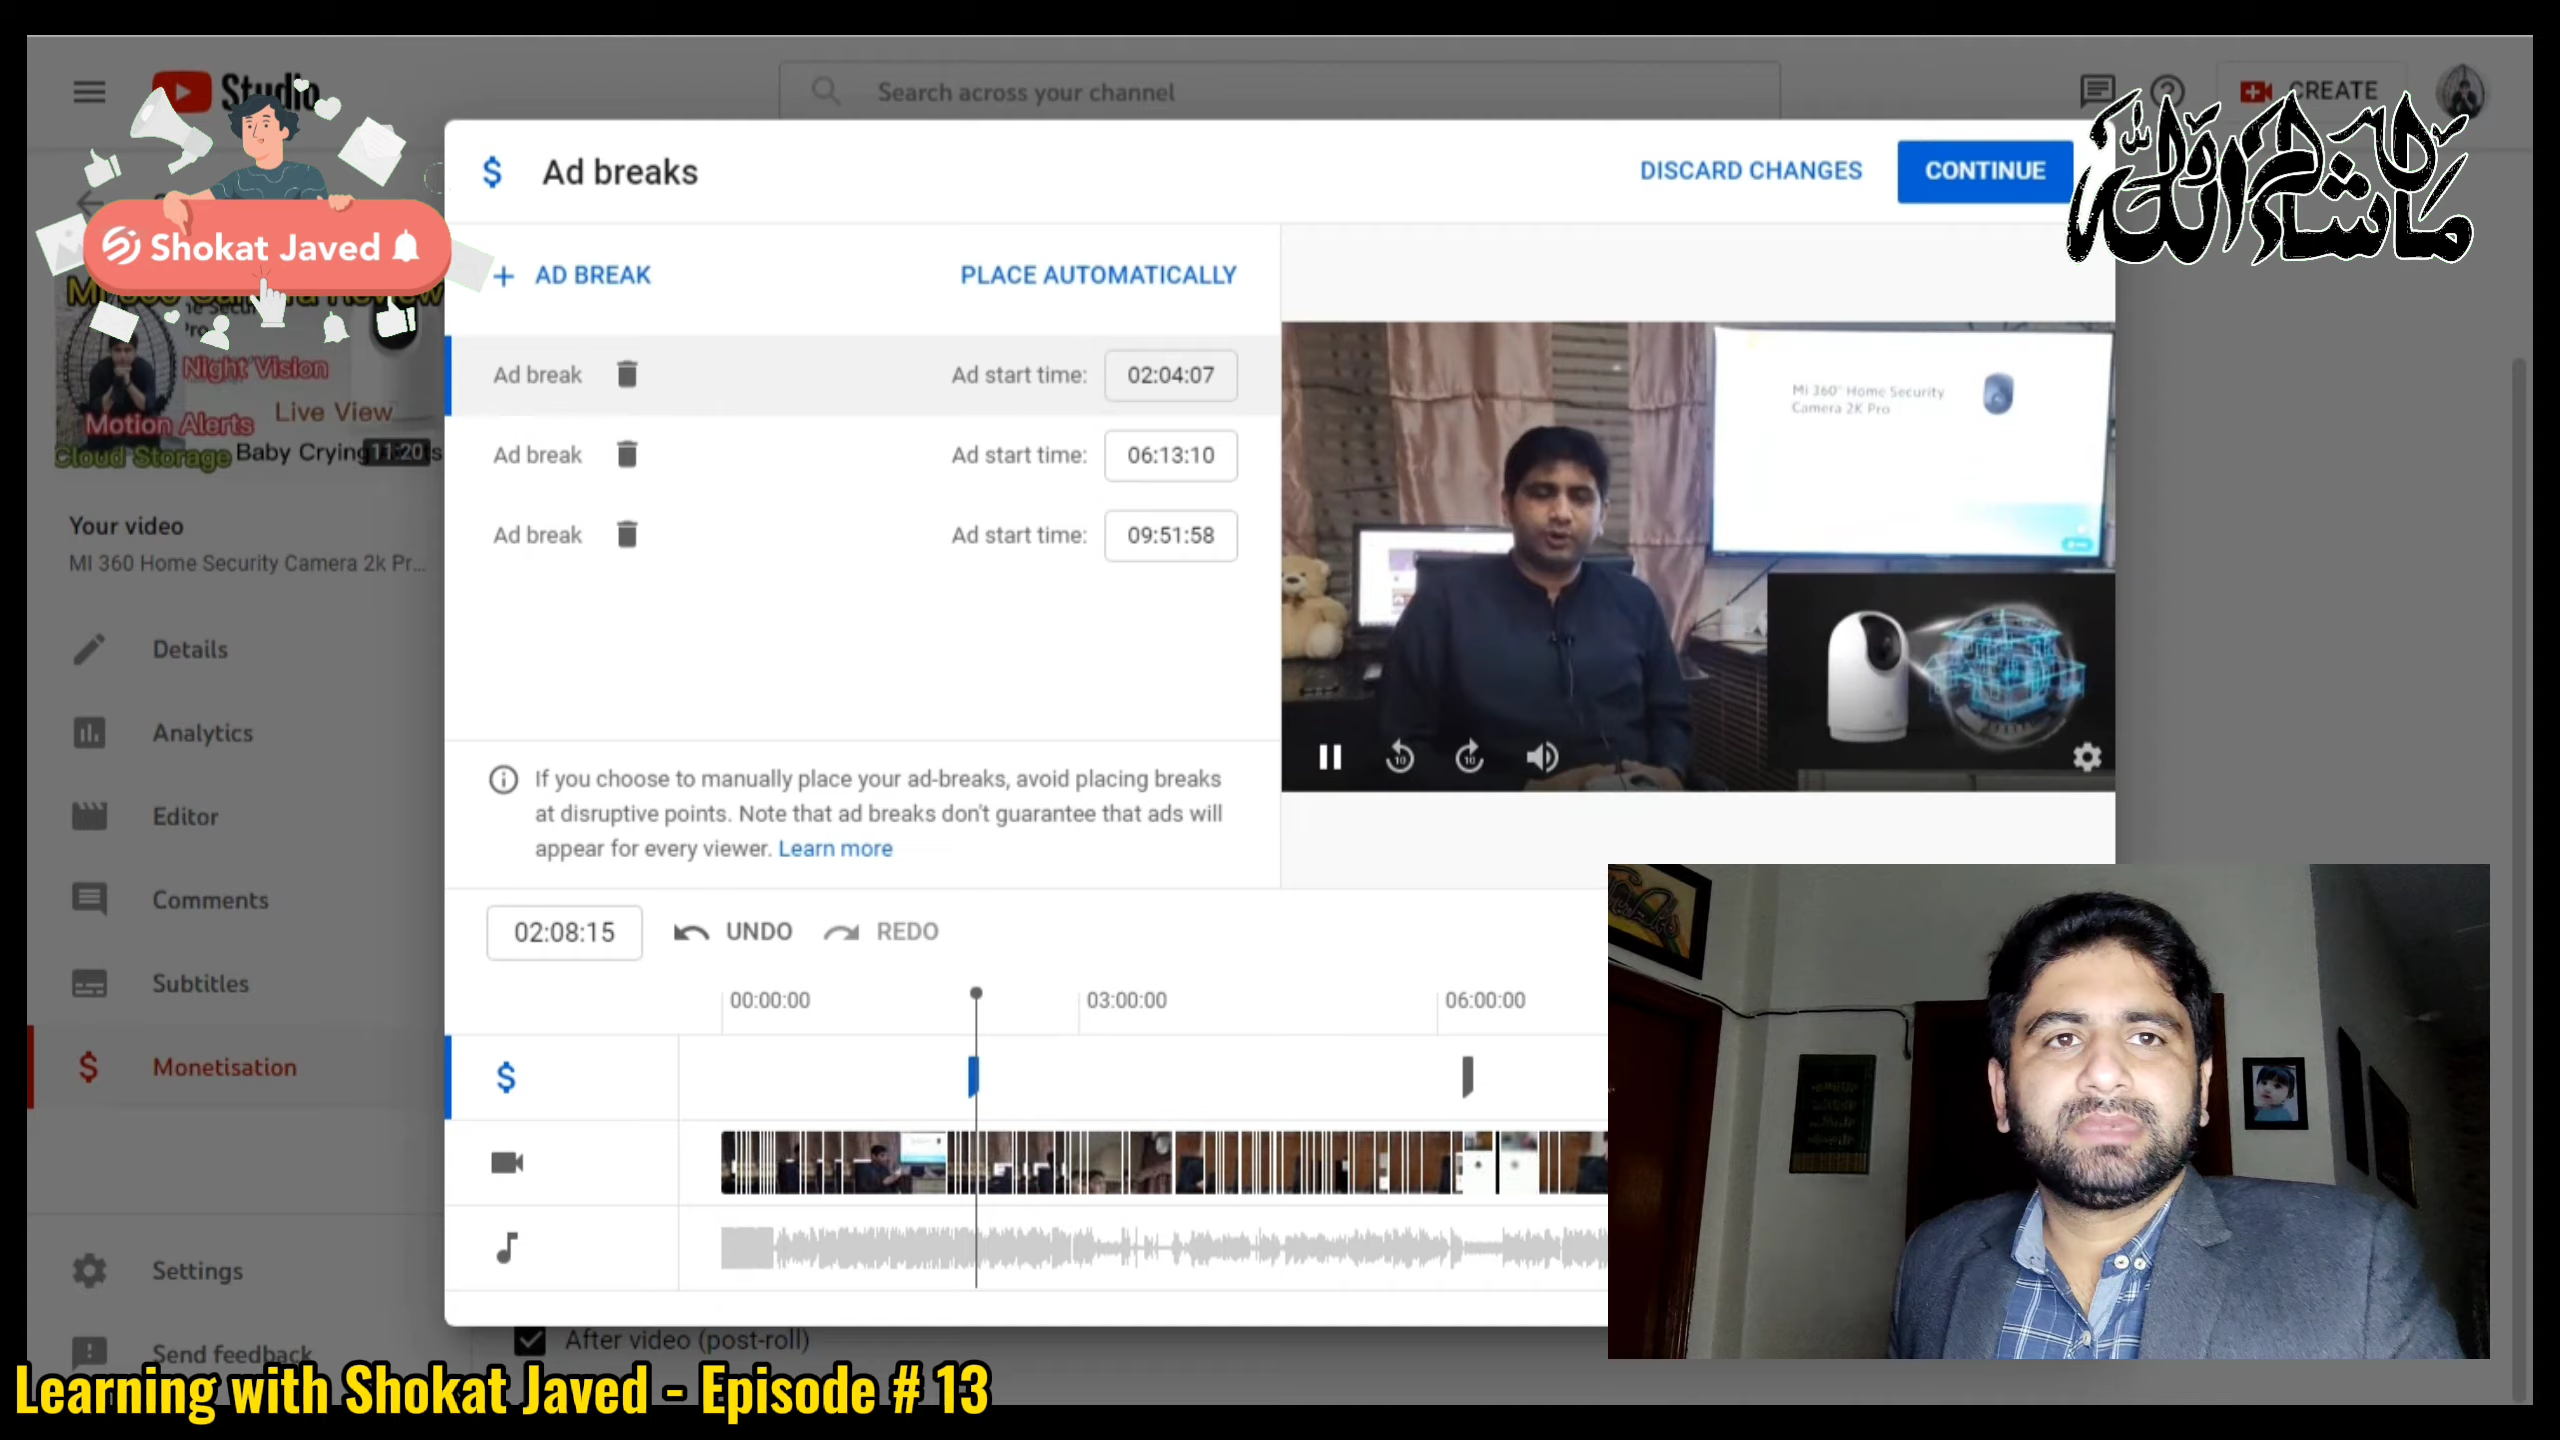 Studio
Search across your channel
CREATE
ما شاء الله
Shokat Javed
Ad breaks
DISCARD CHANGES
CONTINUE
AD BREAK
PLACE AUTOMATICALLY
Ad break
Ad start time:
02:04:07
Ad break
Ad start time:
06:13:10
Ad break
Ad start time:
09:51:58
Night Vision
Live View
Motion Alerts
Cloud Storage
Baby Crying
11:20
Mi 360° Home Security
Camera 2K Pro
Your video
MI 360 Home Security Camera 2k Pr...
Details
Analytics
Editor
Comments
Subtitles
Monetisation
Settings
Send feedback
If you choose to manually place your ad-breaks, avoid placing breaks
at disruptive points. Note that ad breaks don't guarantee that ads will
appear for every viewer. Learn more
10
10
02:08:15
UNDO
REDO
00:00:00
03:00:00
06:00:00
After video (post-roll)
Learning with Shokat Javed - Episode # 13